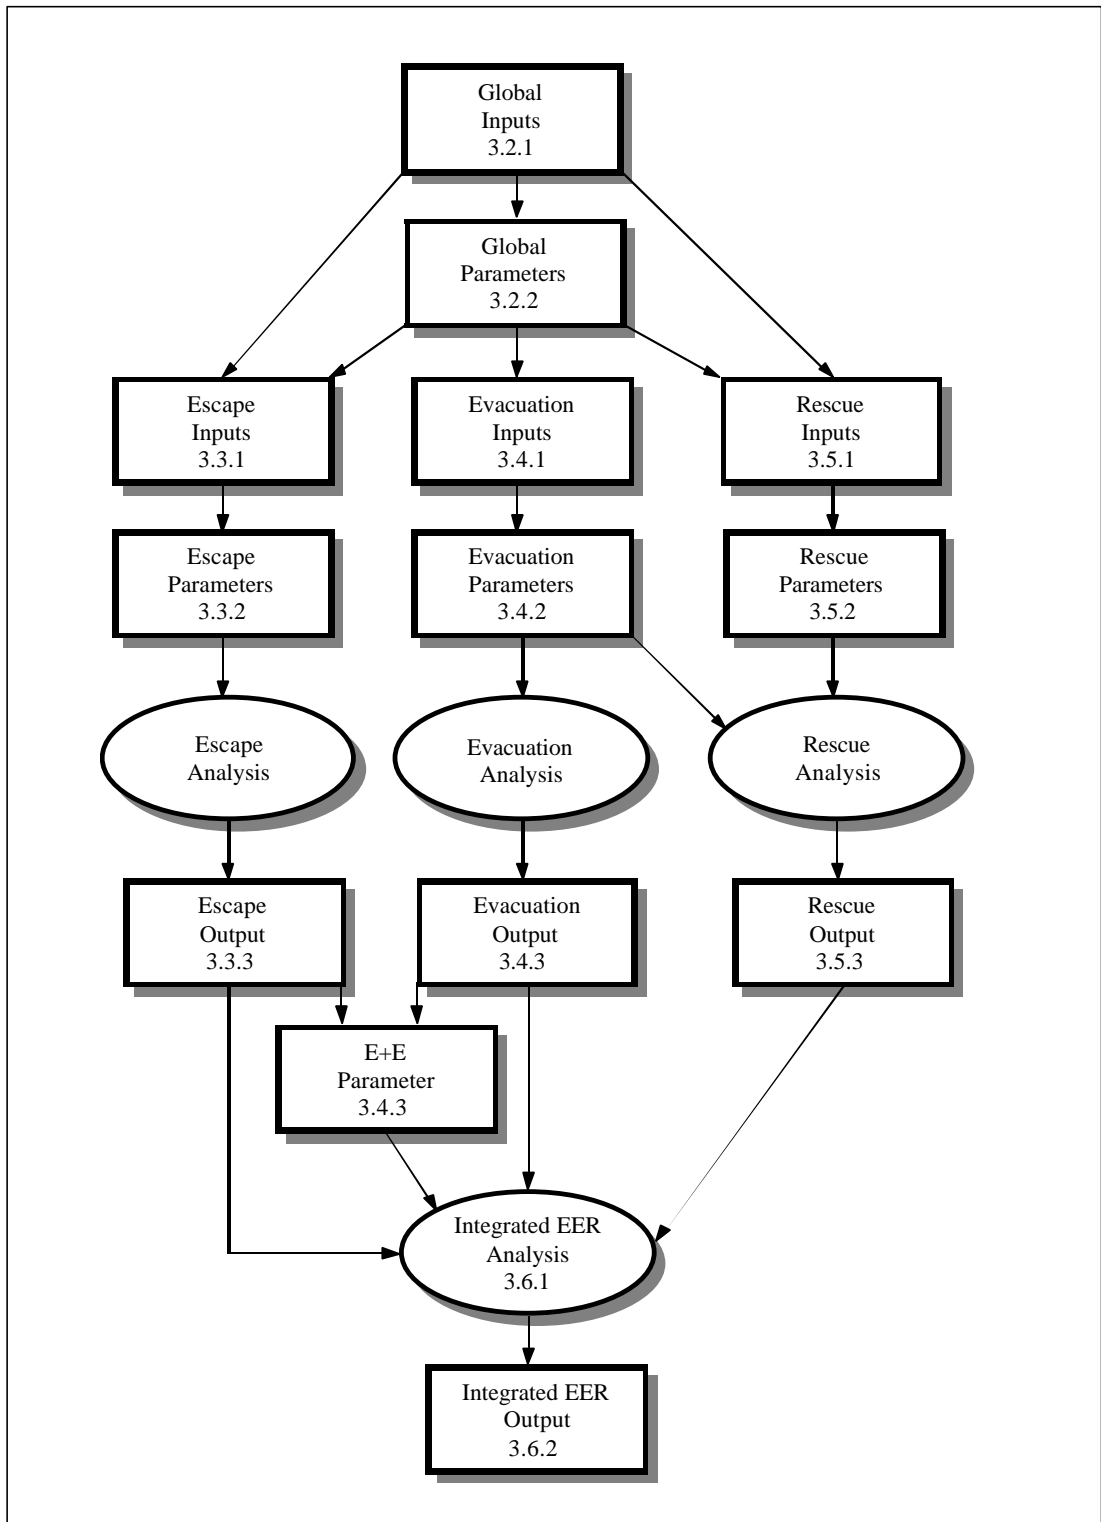 Global
Inputs
3.2.1
Global
Parameters
3.2.2
Escape
Inputs
3.3.1
Evacuation
Inputs
3.4.1
Rescue
Inputs
3.5.1
Escape
Parameters
3.3.2
Evacuation
Parameters
3.4.2
Rescue
Parameters
3.5.2
Escape
Analysis
Evacuation
Analysis
Rescue
Analysis
Escape
Output
3.3.3
Evacuation
Output
3.4.3
Rescue
Output
3.5.3
E+E
Parameter
3.4.3
Integrated EER
Analysis
3.6.1
Integrated EER
Output
3.6.2